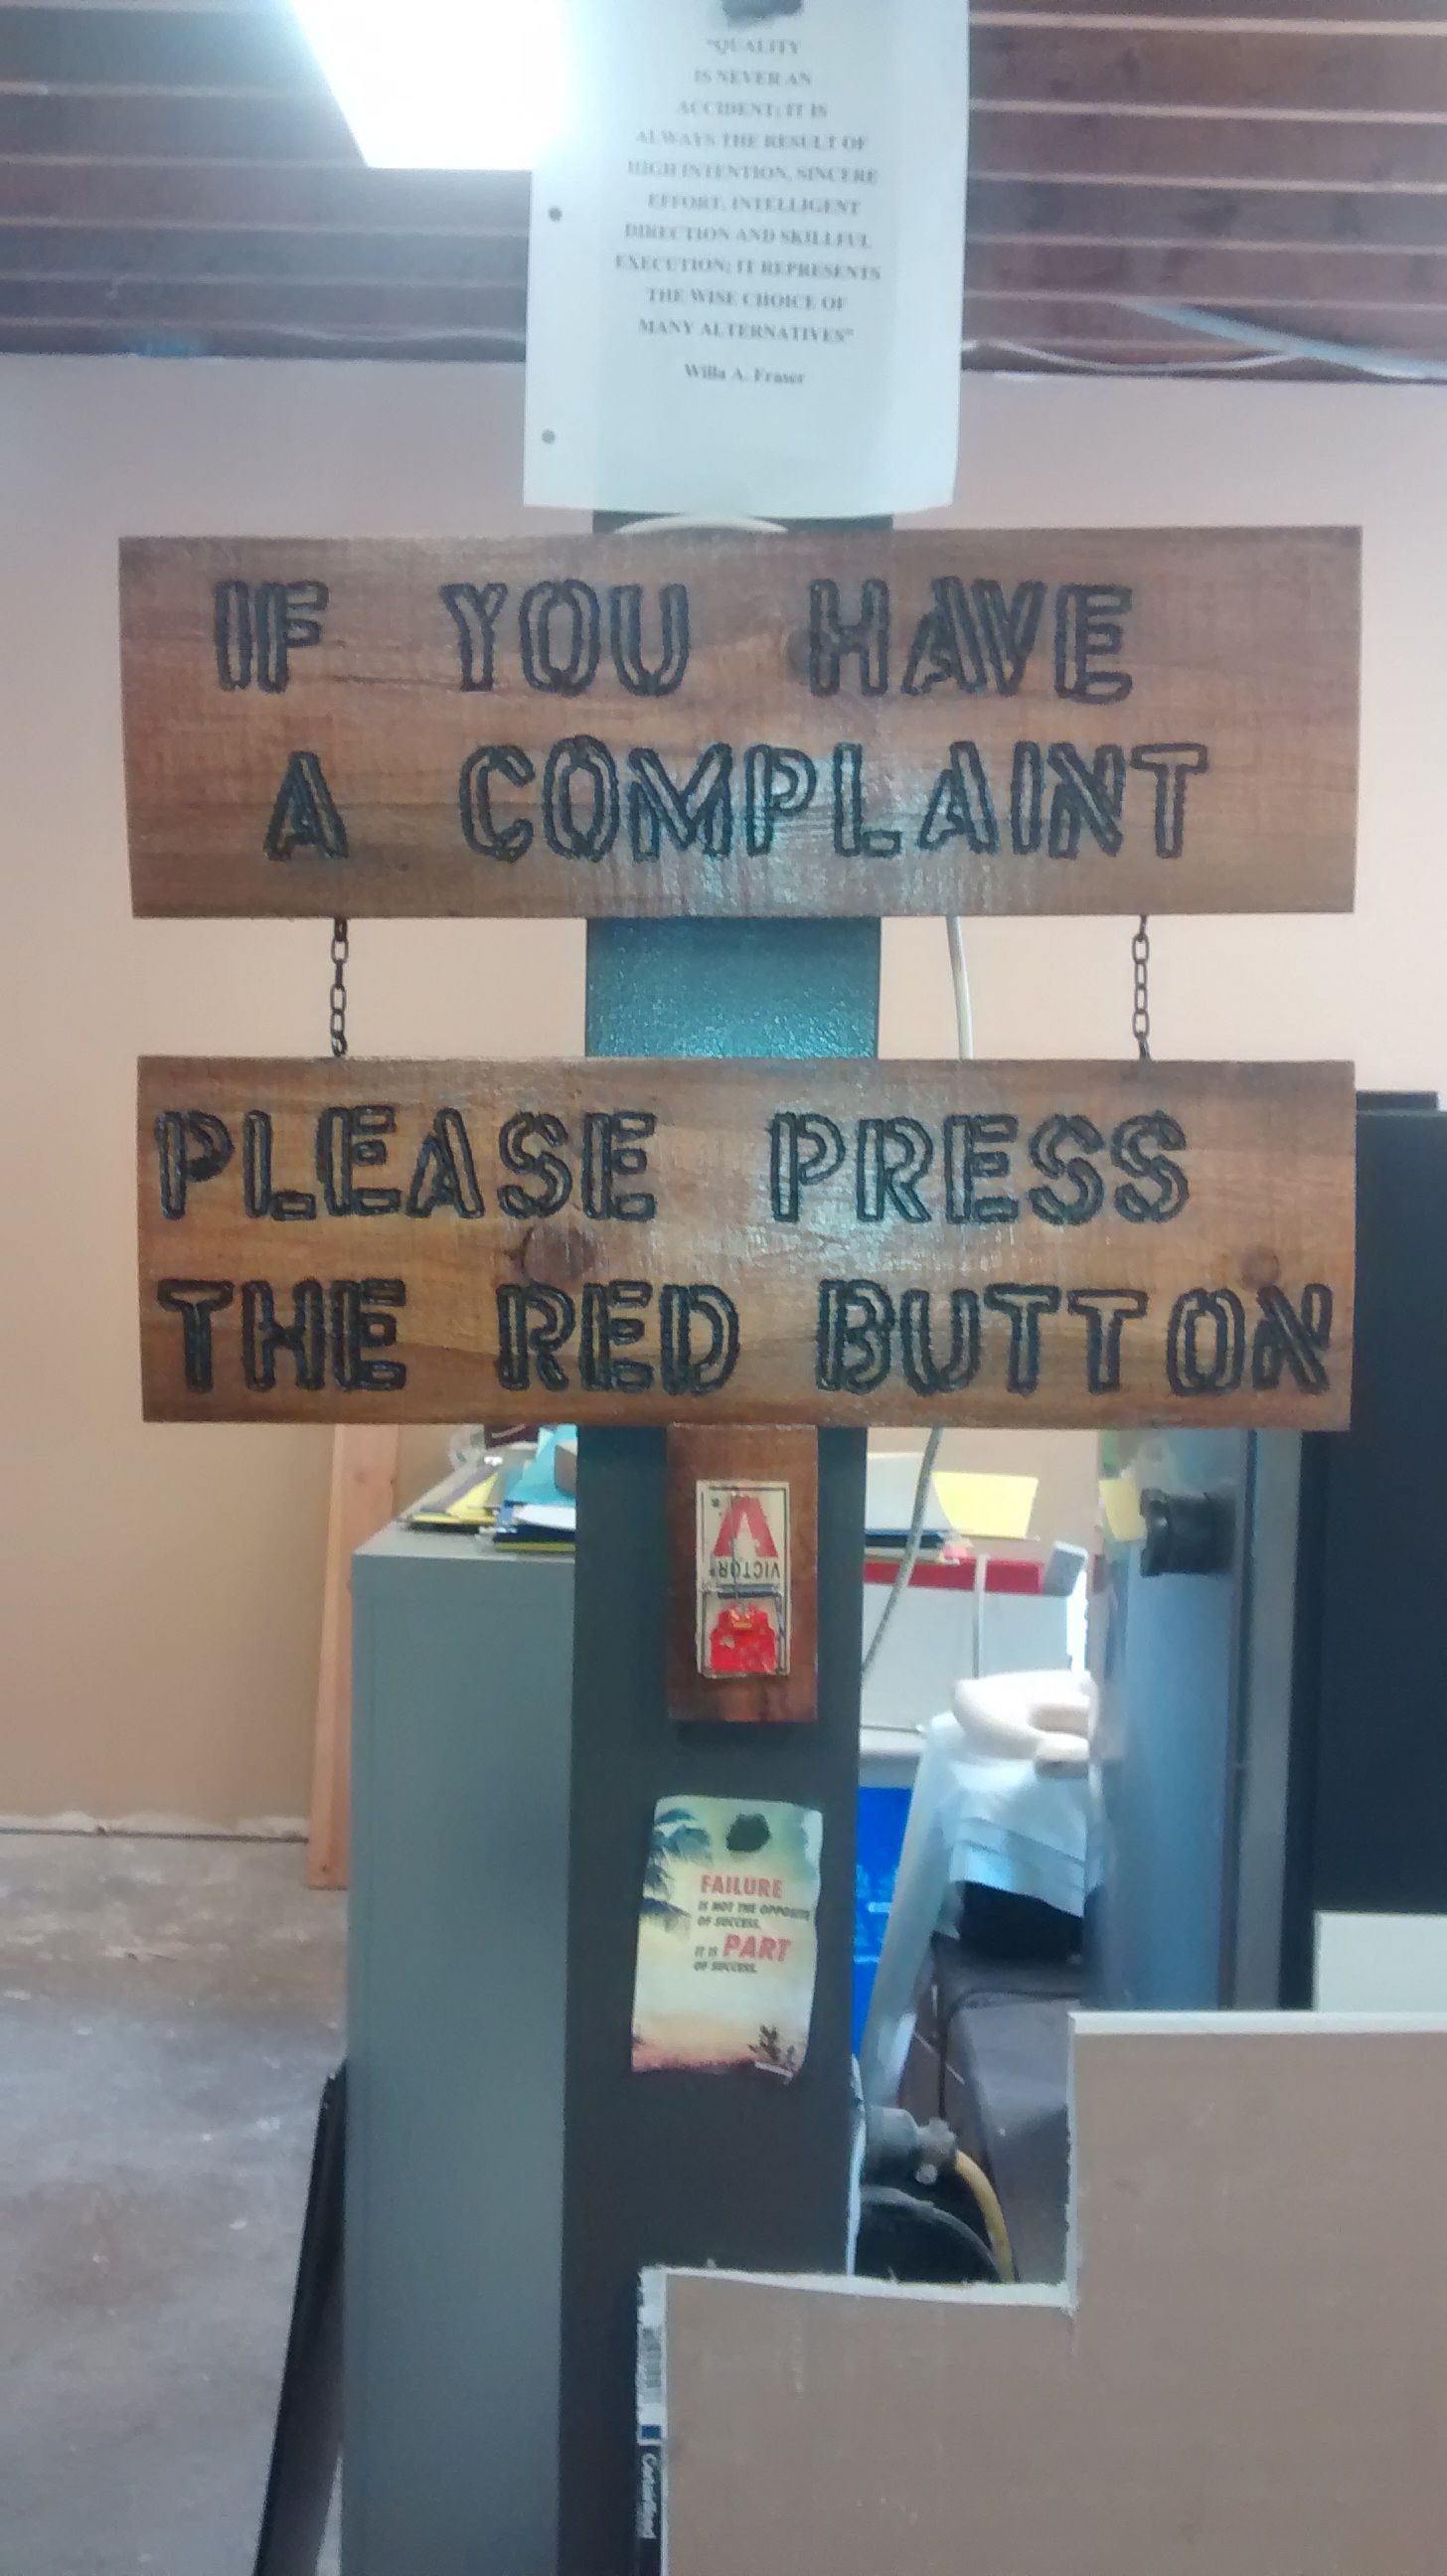 "QUALITY
IS NEVER AN
ACCIDENT; IT IS
ALWAYS THE RESULT OF
HIGH INTENTION, SINCERE
EFFORT, INTELLIGENT
DIRECTION AND SKILLFUL
EXECUTION; IT REPRESENTS
THE WISE CHOICE OF
MANY ALTERNATIVES"
Willa A. Fraser
IF YOU HAVE
A COMPLAINT
PLEASE PRESS
THE RED BUTTON
VICTOR
FAILURE
IS NOT THE OPPOSITE
OF SUCCESS.
IT IS PART
OF SUCCESS.